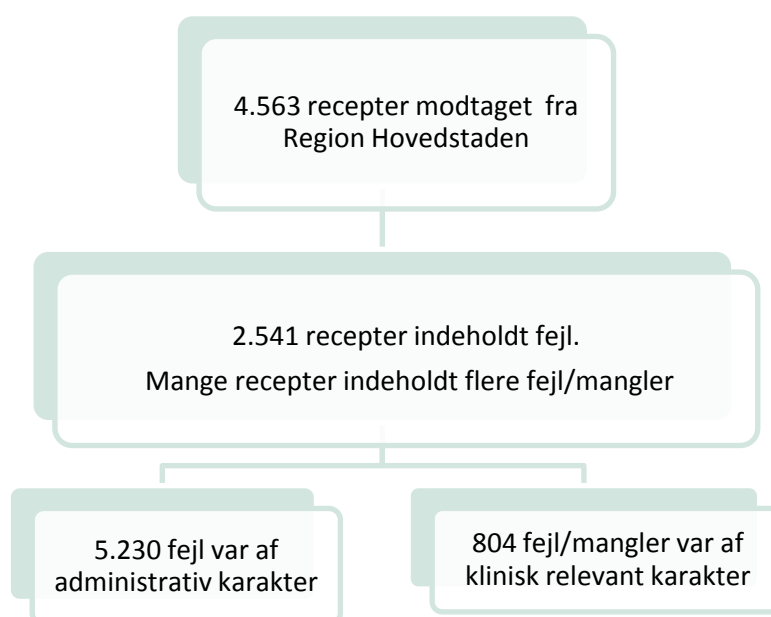 4.563 recepter modtaget fra
Region Hovedstaden
2.541 recepter indeholdt fejl.
Mange recepter indeholdt flere fejl/mangler
5.230 fejl var af
administrativ karakter
804 fejl/mangler var af
klinisk relevant karakter